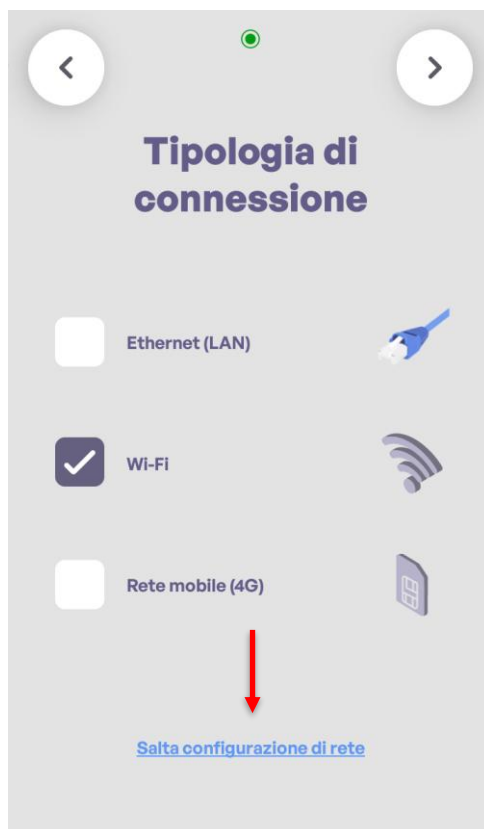 Tipologia di
connessione
Ethernet (LAN)
Wi-Fi
Rete mobile (4G)
Salta configurazione di rete